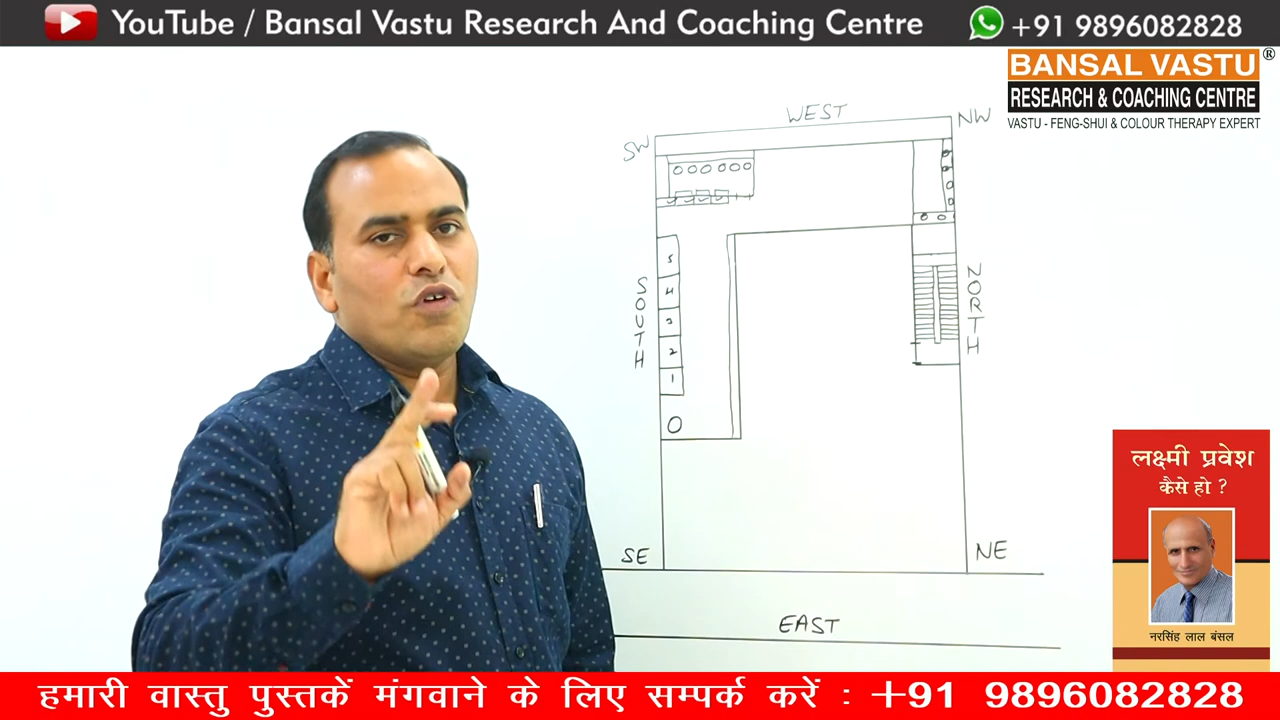 YouTube / Bansal Vastu Research And Coaching Centre
+91 9896082828
BANSAL VASTU®
RESEARCH & COACHING CENTRE
VASTU - FENG-SHUI & COLOUR THERAPY EXPERT
WEST
NW
SW
SOUTH
5
4
3
2
1
O
NORTH
SE
NE
EAST
लक्ष्मी प्रवेश
कैसे हो ?
नरसिंह लाल बंसल
हमारी वास्तु पुस्तकें मंगवाने के लिए सम्पर्क करें : +91 9896082828